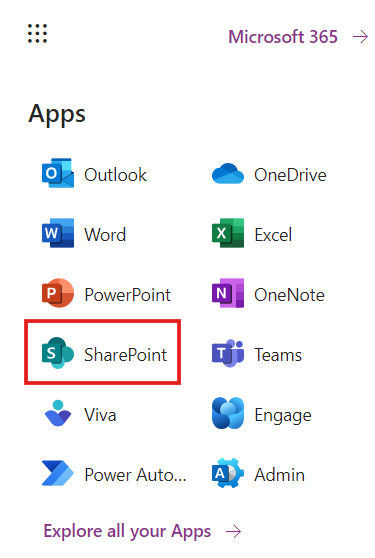 Microsoft 365 →
Apps
Outlook OneDrive
Word Excel
PowerPoint OneNote
SharePoint Teams
Viva Engage
Power Auto... Admin
Explore all your Apps →